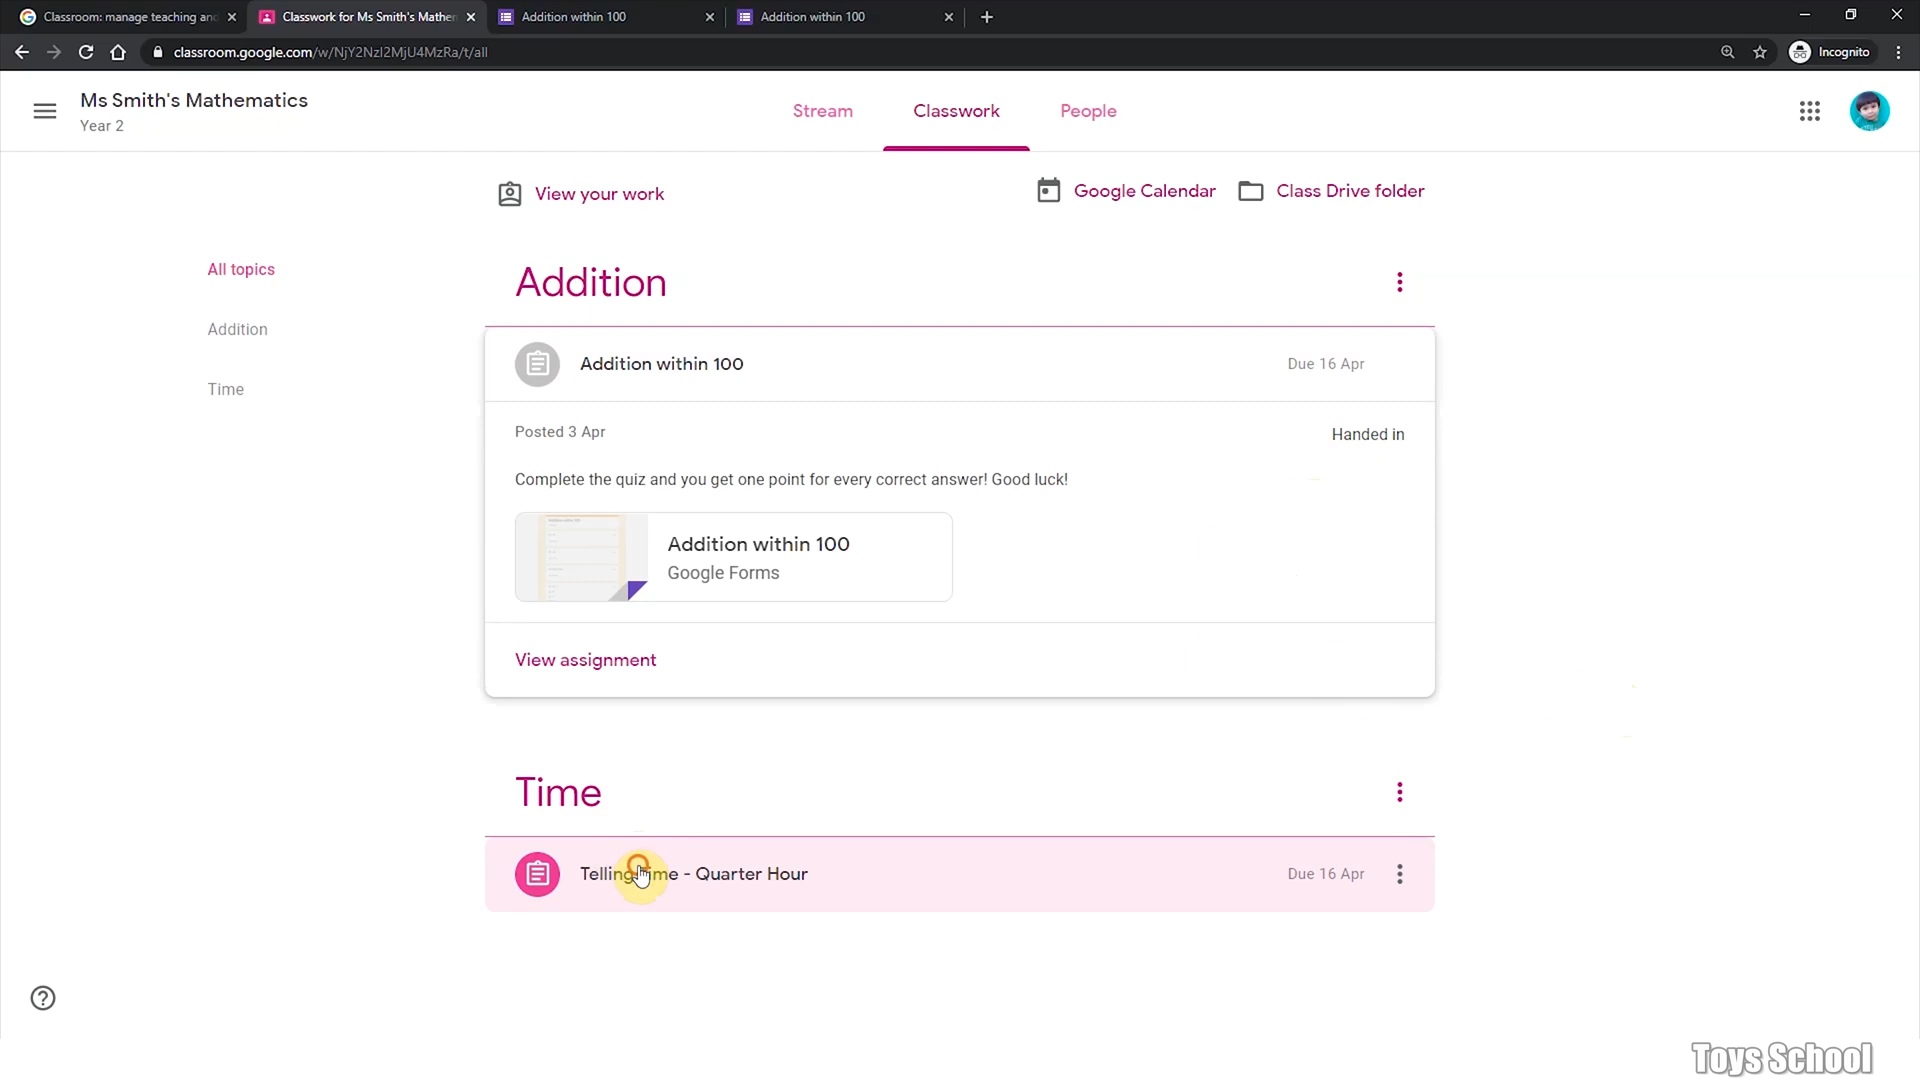 Classroom: manage teaching and
Classwork for Ms Smith's Mathem
Addition within 100
Addition within 100
classroom.google.com/w/NjY2NzI2MjU4MzRa/t/all
Incognito
Ms Smith's Mathematics
Year 2
Stream
Classwork
People
View your work
Google Calendar
Class Drive folder
All topics
Addition
Time
Addition
Addition within 100
Due 16 Apr
Posted 3 Apr
Handed in
Complete the quiz and you get one point for every correct answer! Good luck!
Addition within 100
Google Forms
View assignment
Time
Telling Time - Quarter Hour
Due 16 Apr
Toys School